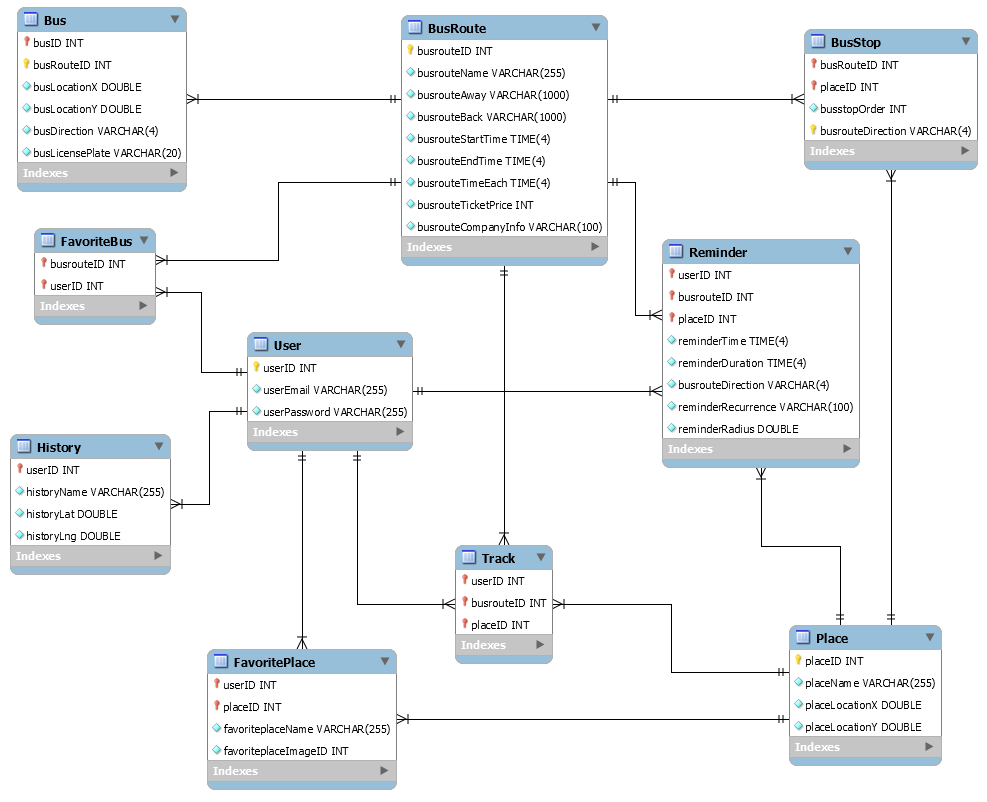 Bus
busID INT
busRouteID INT
busLocationX DOUBLE
busLocationY DOUBLE
busDirection VARCHAR(4)
busLicensePlate VARCHAR(20)
Indexes
BusRoute
busrouteID INT
busrouteName VARCHAR(255)
busrouteAway VARCHAR(1000)
busrouteBack VARCHAR(1000)
busrouteStartTime TIME(4)
busrouteEndTime TIME(4)
busrouteTimeEach TIME(4)
busrouteTicketPrice INT
busrouteCompanyInfo VARCHAR(100)
Indexes
BusStop
busRouteID INT
placeID INT
busstopOrder INT
busrouteDirection VARCHAR(4)
Indexes
FavoriteBus
busrouteID INT
userID INT
Indexes
Reminder
userID INT
busrouteID INT
placeID INT
reminderTime TIME(4)
reminderDuration TIME(4)
busrouteDirection VARCHAR(4)
reminderRecurrence VARCHAR(100)
reminderRadius DOUBLE
Indexes
User
userID INT
userEmail VARCHAR(255)
userPassword VARCHAR(255)
Indexes
History
userID INT
historyName VARCHAR(255)
historyLat DOUBLE
historyLng DOUBLE
Indexes
Track
userID INT
busrouteID INT
placeID INT
Indexes
Place
placeID INT
placeName VARCHAR(255)
placeLocationX DOUBLE
placeLocationY DOUBLE
Indexes
FavoritePlace
userID INT
placeID INT
favoriteplaceName VARCHAR(255)
favoriteplaceImageID INT
Indexes